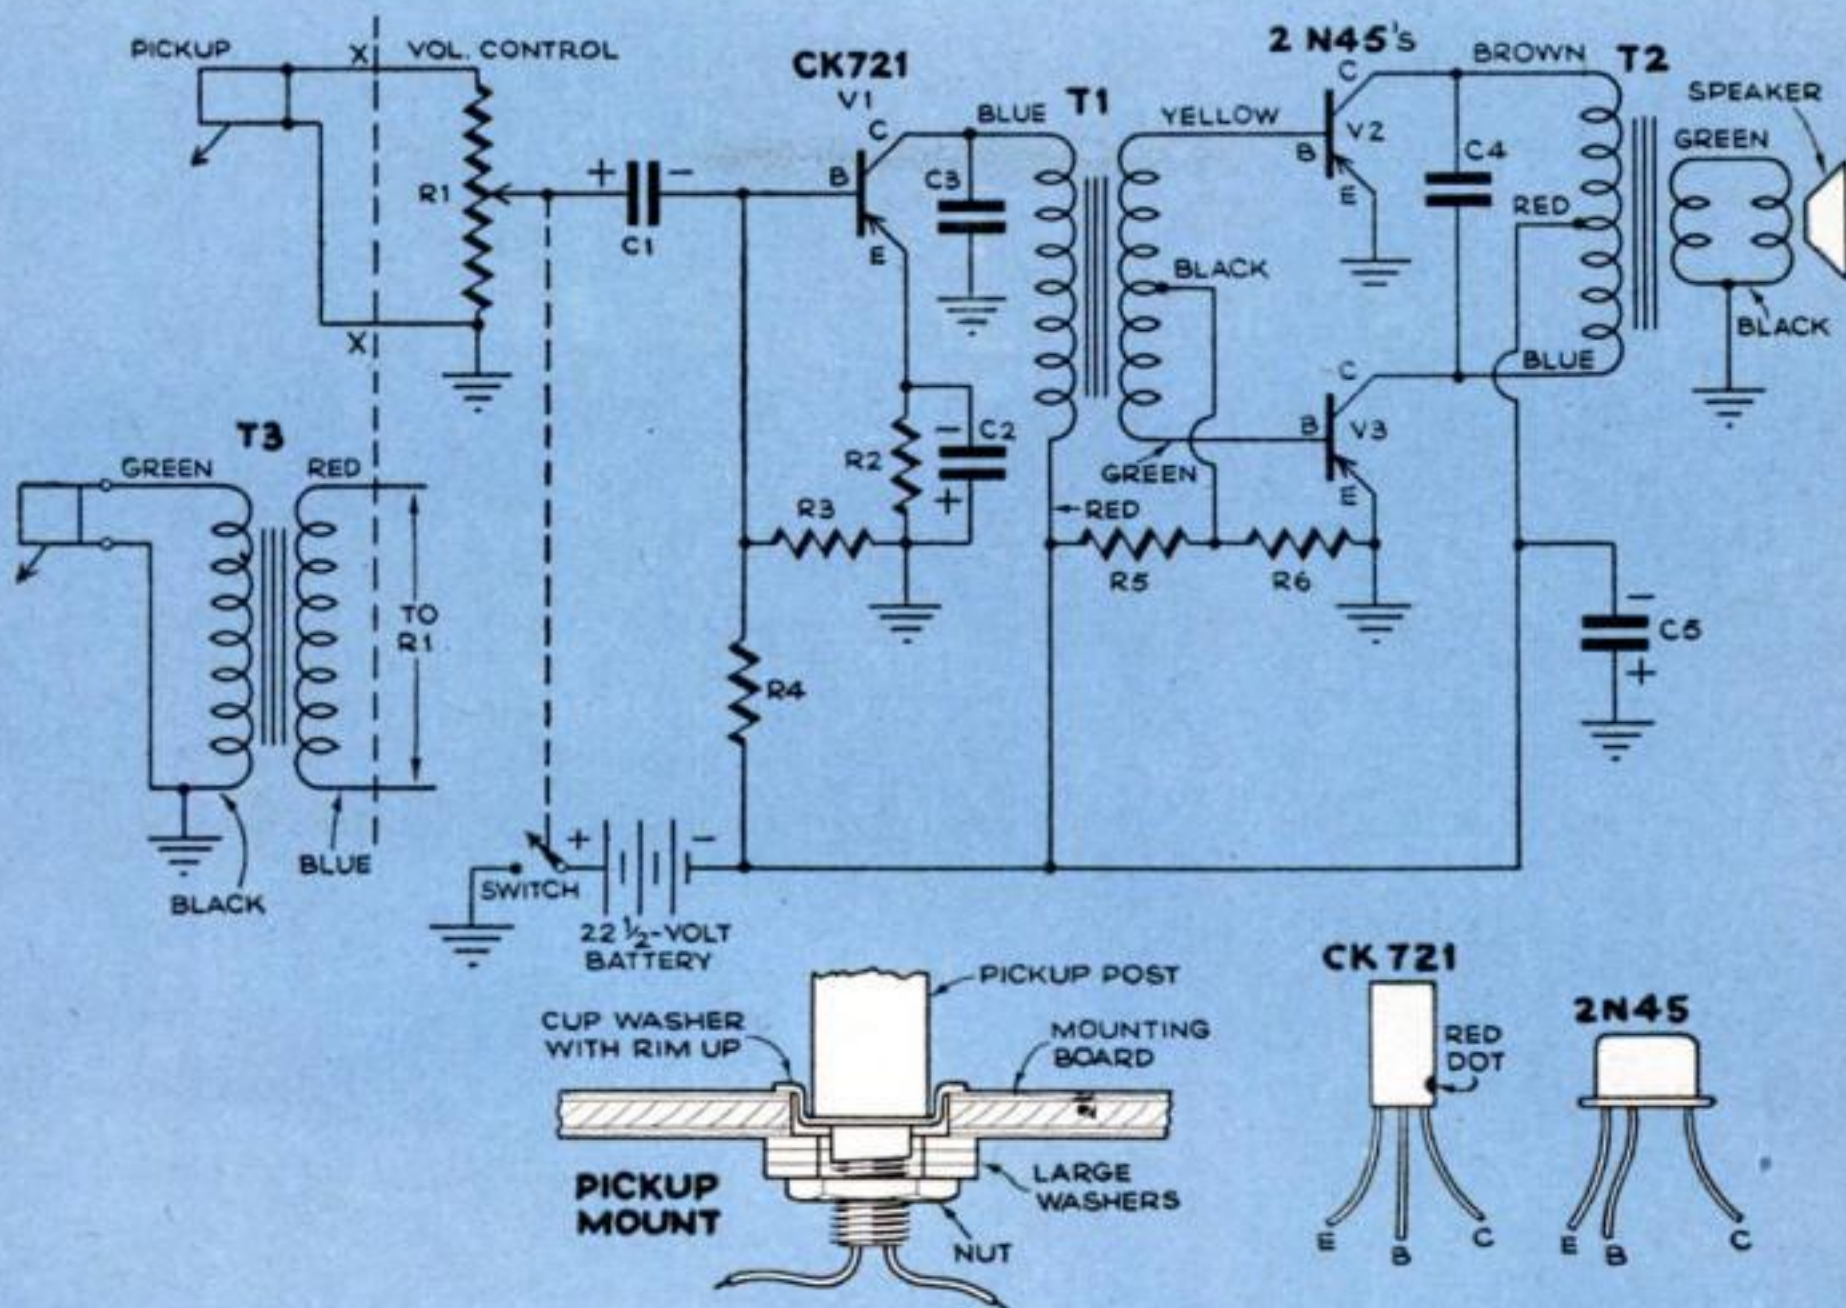 PICKUP
X
VOL. CONTROL
R1
X
+
-
C1
CK721
V1
C
B
E
C3
BLUE
T1
YELLOW
BLACK
2 N45'S
C
V2
B
E
C4
BROWN
T2
RED
GREEN
SPEAKER
BLACK
BLUE
C
B
V3
E
GREEN
R2
-
C2
+
R3
RED
R5
R6
-
C5
+
T3
GREEN
RED
TO
R1
BLACK
BLUE
R4
SWITCH
+
-
22 ½-VOLT
BATTERY
PICKUP POST
CUP WASHER
WITH RIM UP
MOUNTING
BOARD
PICKUP
MOUNT
LARGE
WASHERS
NUT
CK 721
RED
DOT
E
B
C
2N45
E
B
C